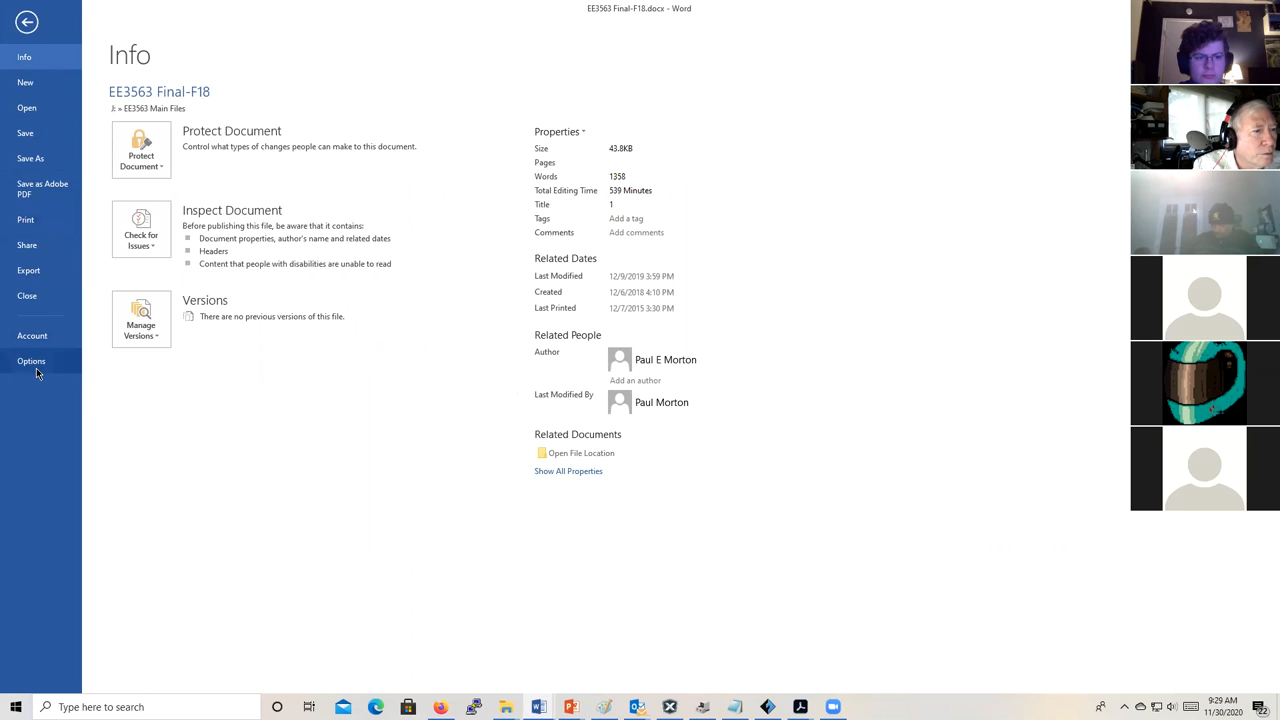 EE3563 Final-F18.docx - Word
Info
New
Open
Save
Save As
Save as Adobe
PDF
Print
Share
Export
Close
Account
Options
Info
EE3563 Final-F18
J: » EE3563 Main Files
Protect
Document
Protect Document
Control what types of changes people can make to this document.
Check for
Issues
Inspect Document
Before publishing this file, be aware that it contains:
Document properties, author's name and related dates
Headers
Content that people with disabilities are unable to read
Manage
Versions
Versions
There are no previous versions of this file.
Properties
Size 43.8KB
Pages
Words 1358
Total Editing Time 539 Minutes
Title 1
Tags Add a tag
Comments Add comments
Related Dates
Last Modified 12/9/2019 3:59 PM
Created 12/6/2018 4:10 PM
Last Printed 12/7/2015 3:30 PM
Related People
Author Paul E Morton
Add an author
Last Modified By Paul Morton
Related Documents
Open File Location
Show All Properties
Type here to search
9:29 AM
11/30/2020
22